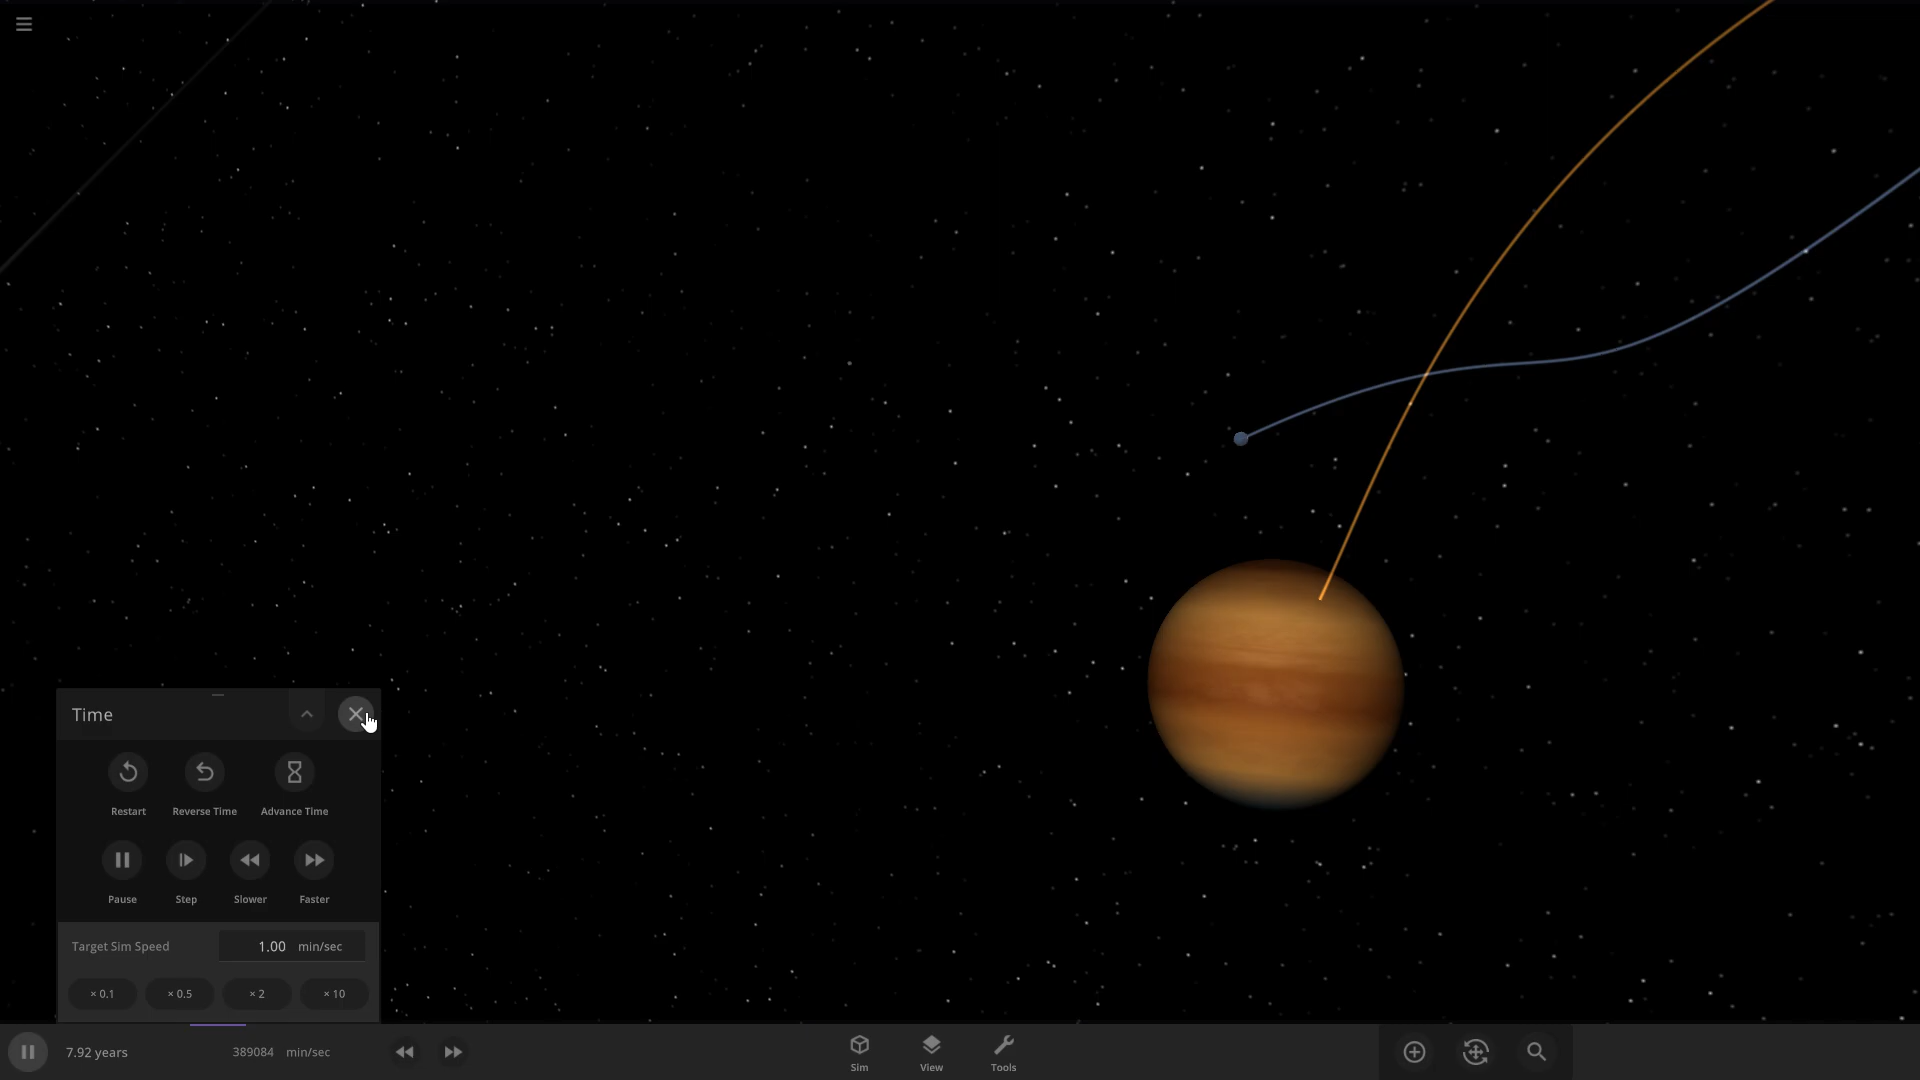 Time
Restart Reverse Time Advance Time
Pause Step Slower Faster
Target Sim Speed 1.00 min/sec
× 0.1 × 0.5 × 2 × 10
7.92 years 389084 min/sec Sim View Tools